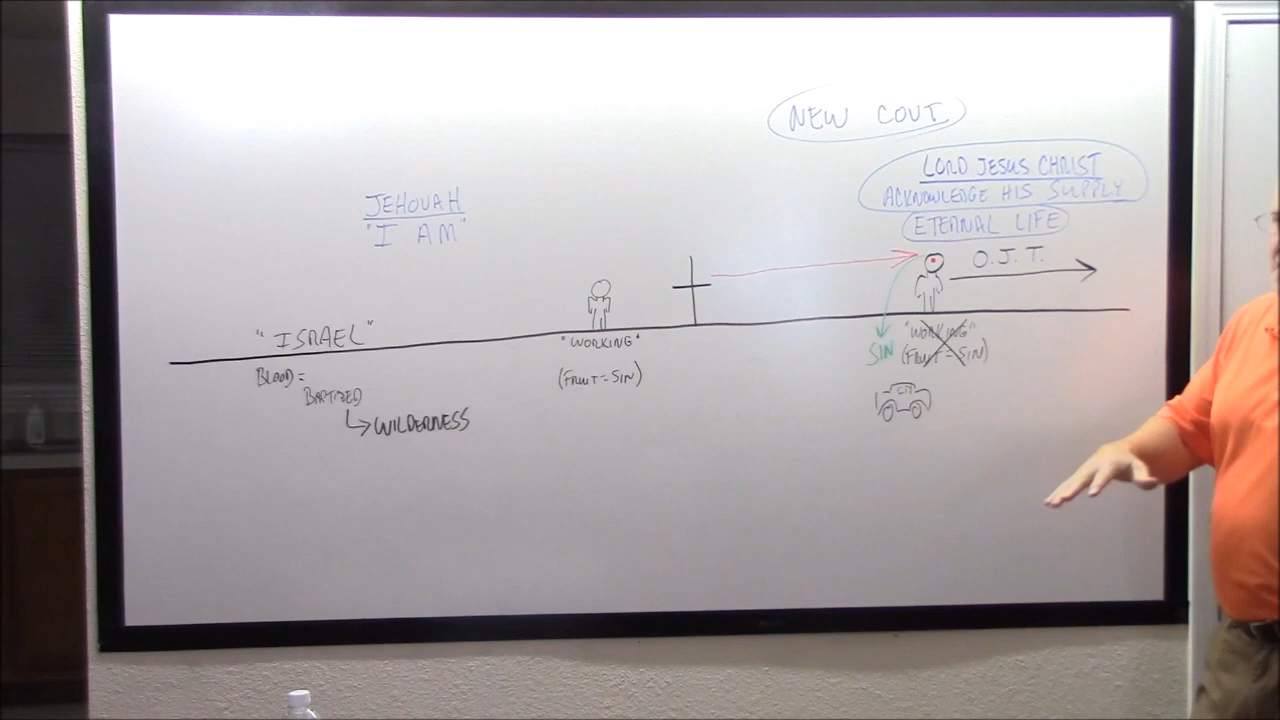 NEW COVT.
LORD JESUS CHRIST
ACKNOWLEDGE HIS SUPPLY
ETERNAL LIFE
JEHOVAH
"I AM"
O.J.T.
"ISRAEL"
BLOOD =
BAPTIZED
WILDERNESS
"WORKING"
(FRUIT = SIN)
SIN
"WORKING"
(FRUIT = SIN)